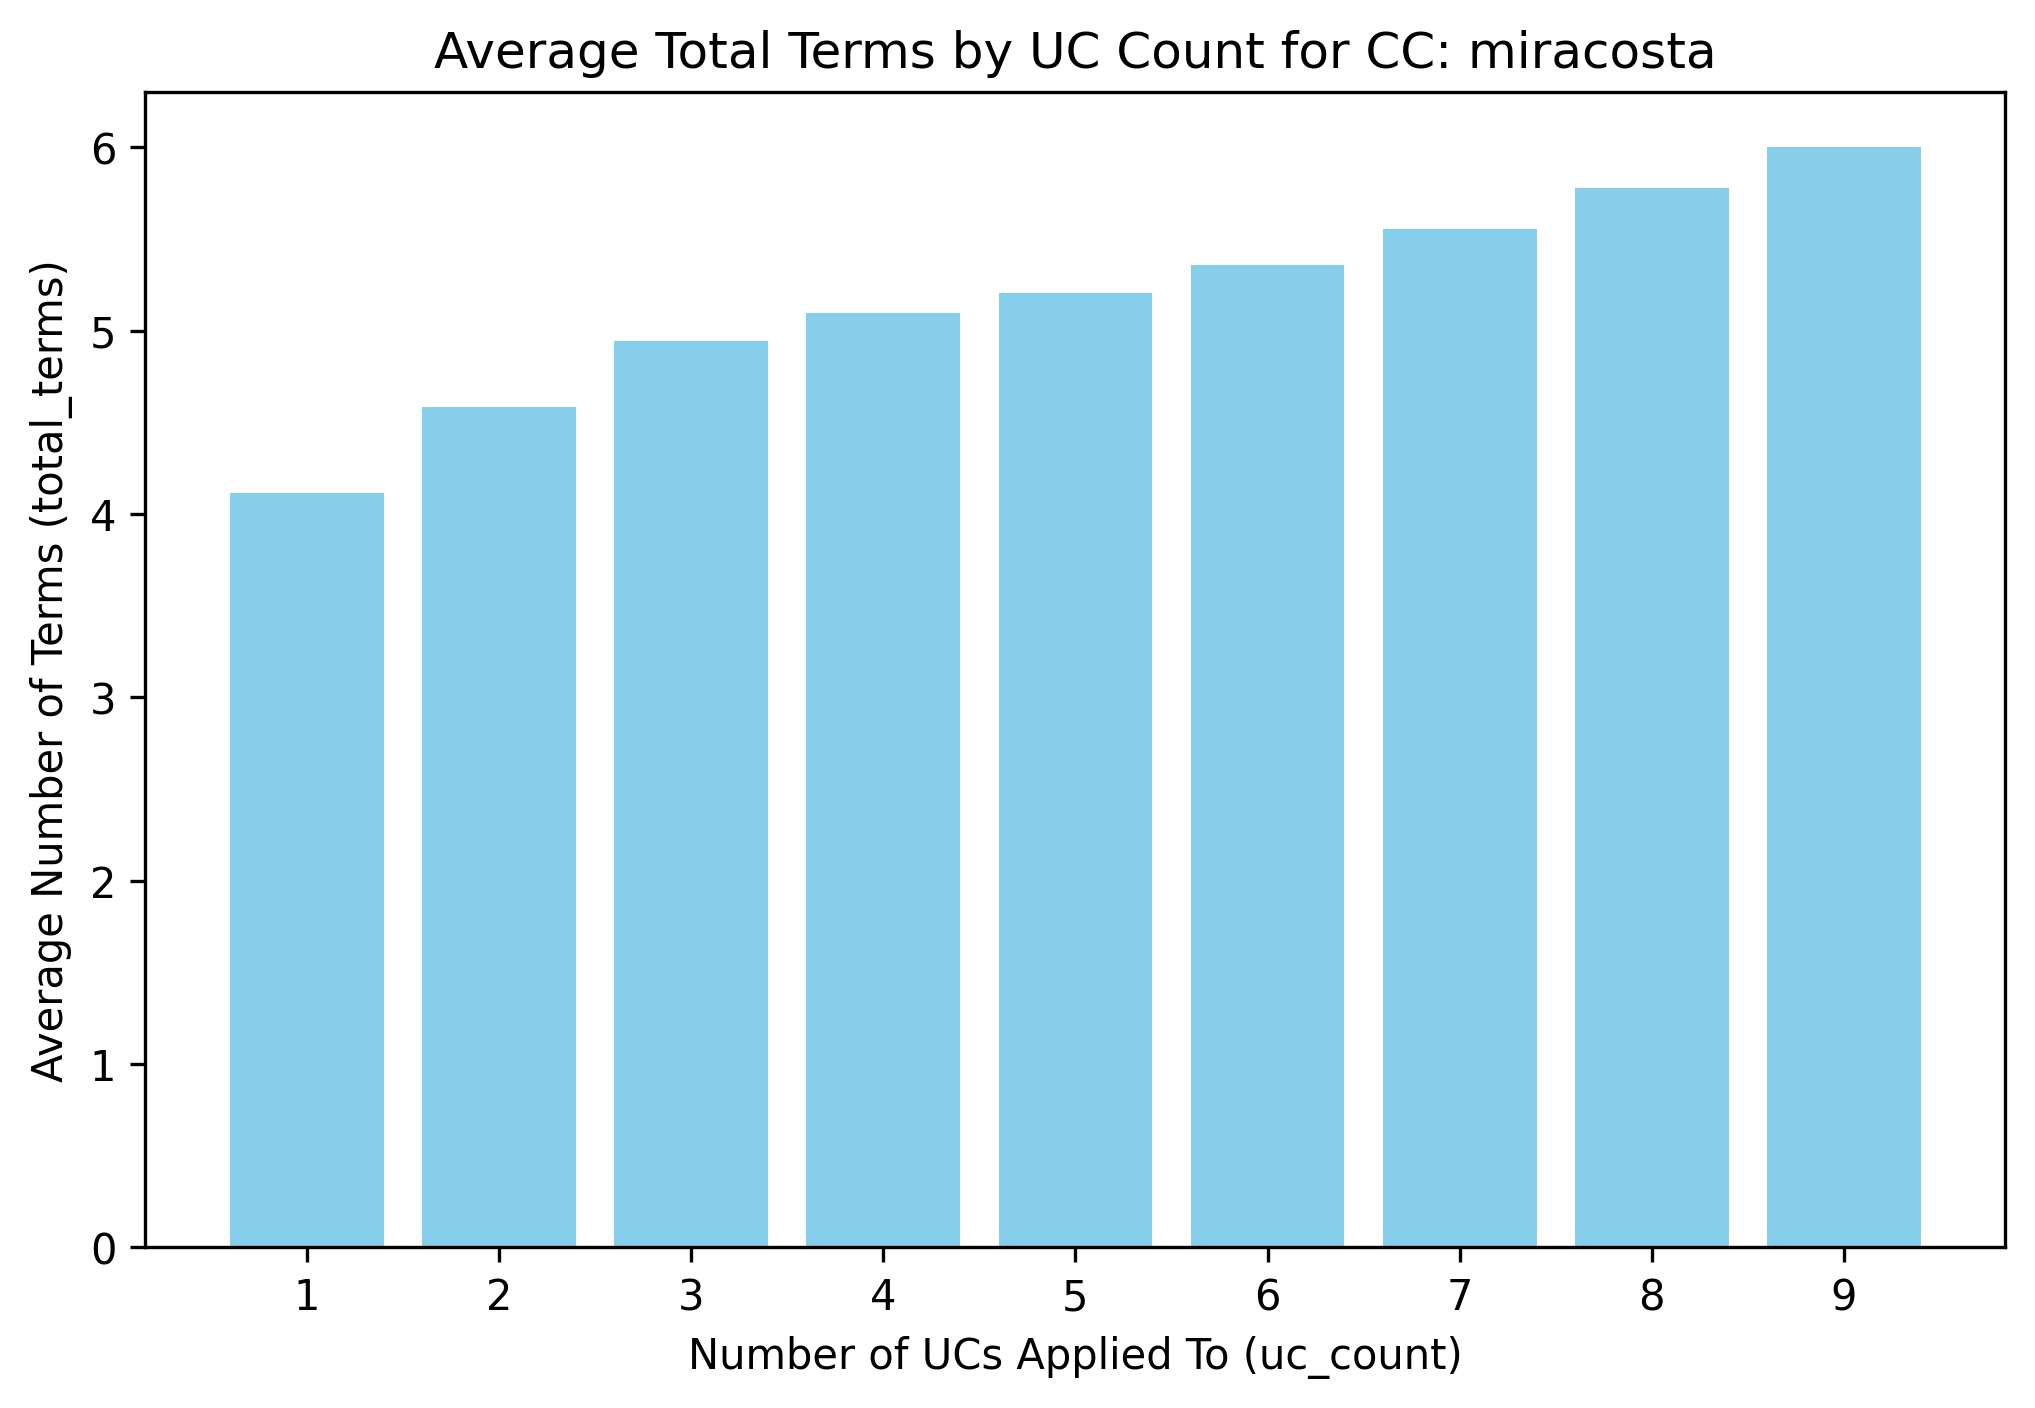 Average Total Terms by UC Count for CC: miracosta
Average Number of Terms (total_terms)
6
5
4
3
2
1
0
1 2 3 4 5 6 7 8 9
Number of UCs Applied To (uc_count)